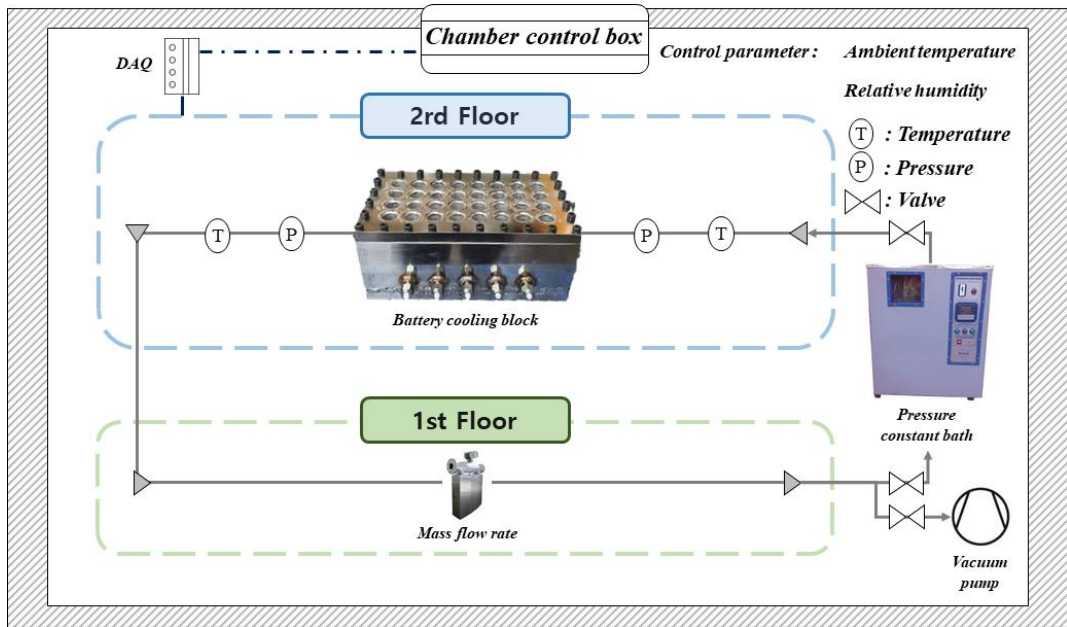 Chamber control box
DAQ
Control parameter : Ambient temperature
Relative humidity
2rd Floor
T : Temperature
P : Pressure
: Valve
T P P T
Battery cooling block
Pressure
constant bath
1st Floor
Mass flow rate
Vacuum
pump